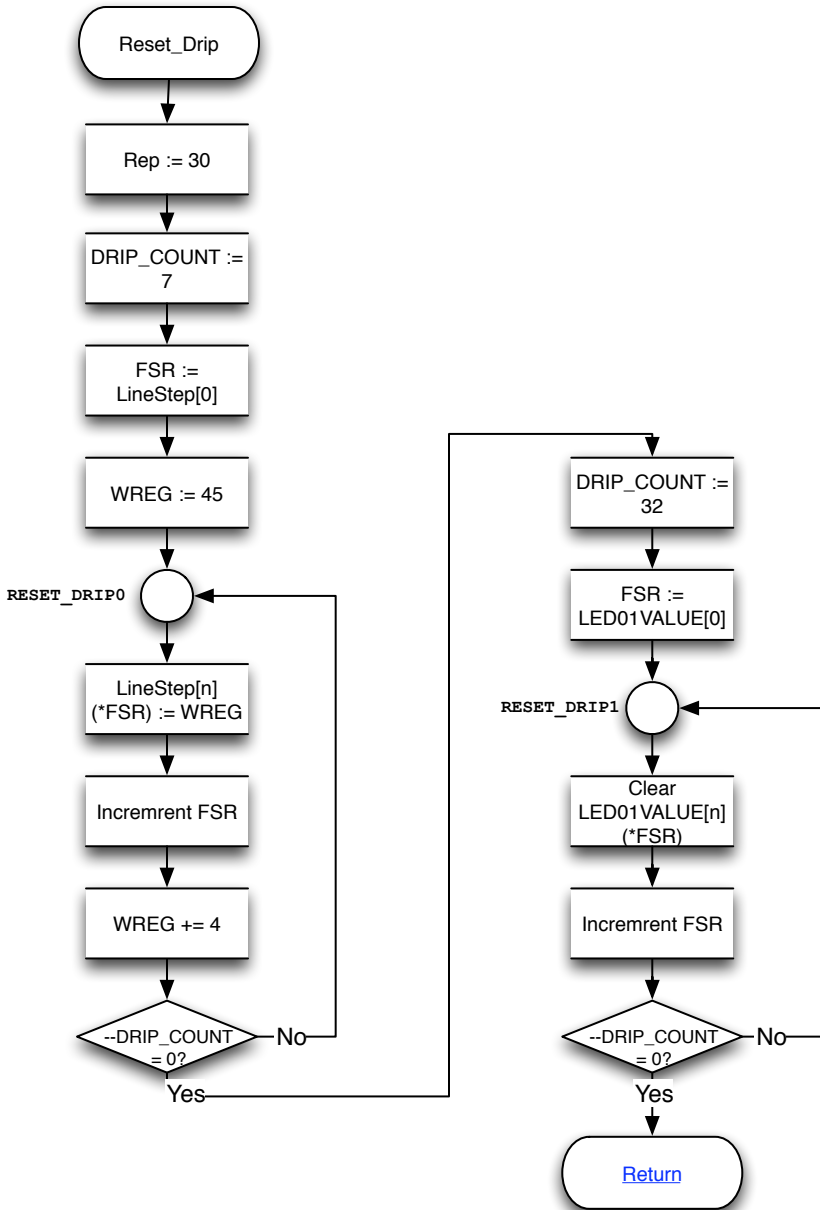 Reset_Drip
Rep := 30
DRIP_COUNT :=
7
FSR :=
LineStep[0]
WREG := 45
RESET_DRIP0
LineStep[n]
(*FSR) := WREG
Incremrent FSR
WREG += 4
--DRIP_COUNT
= 0?
No
Yes
DRIP_COUNT :=
32
FSR :=
LED01VALUE[0]
RESET_DRIP1
Clear
LED01VALUE[n]
(*FSR)
Incremrent FSR
--DRIP_COUNT
= 0?
No
Yes
Return